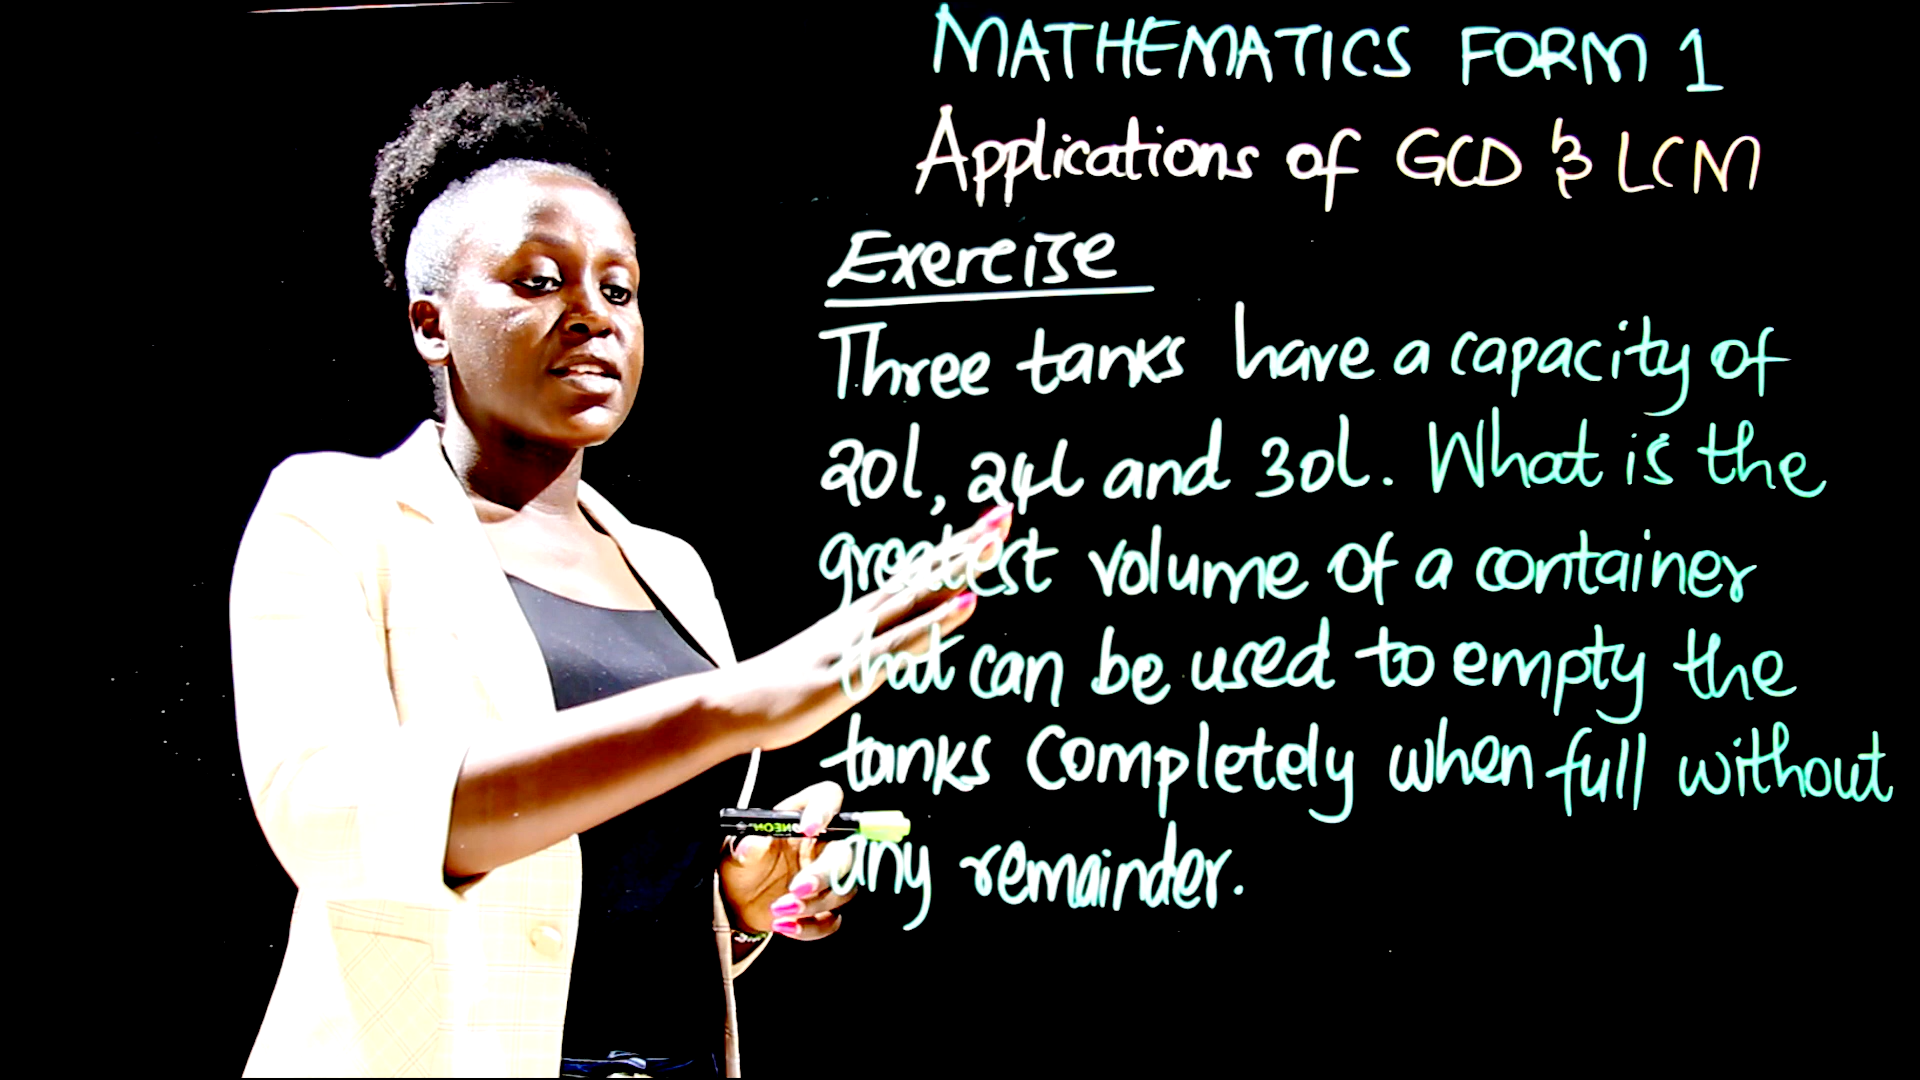 MATHEMATICS FORM 1
Applications of GCD & LCM
Exercise
Three tanks have a capacity of
20l, 24l and 30l. What is the
greatest volume of a container
that can be used to empty the
tanks completely when full without
any remainder.
NEON